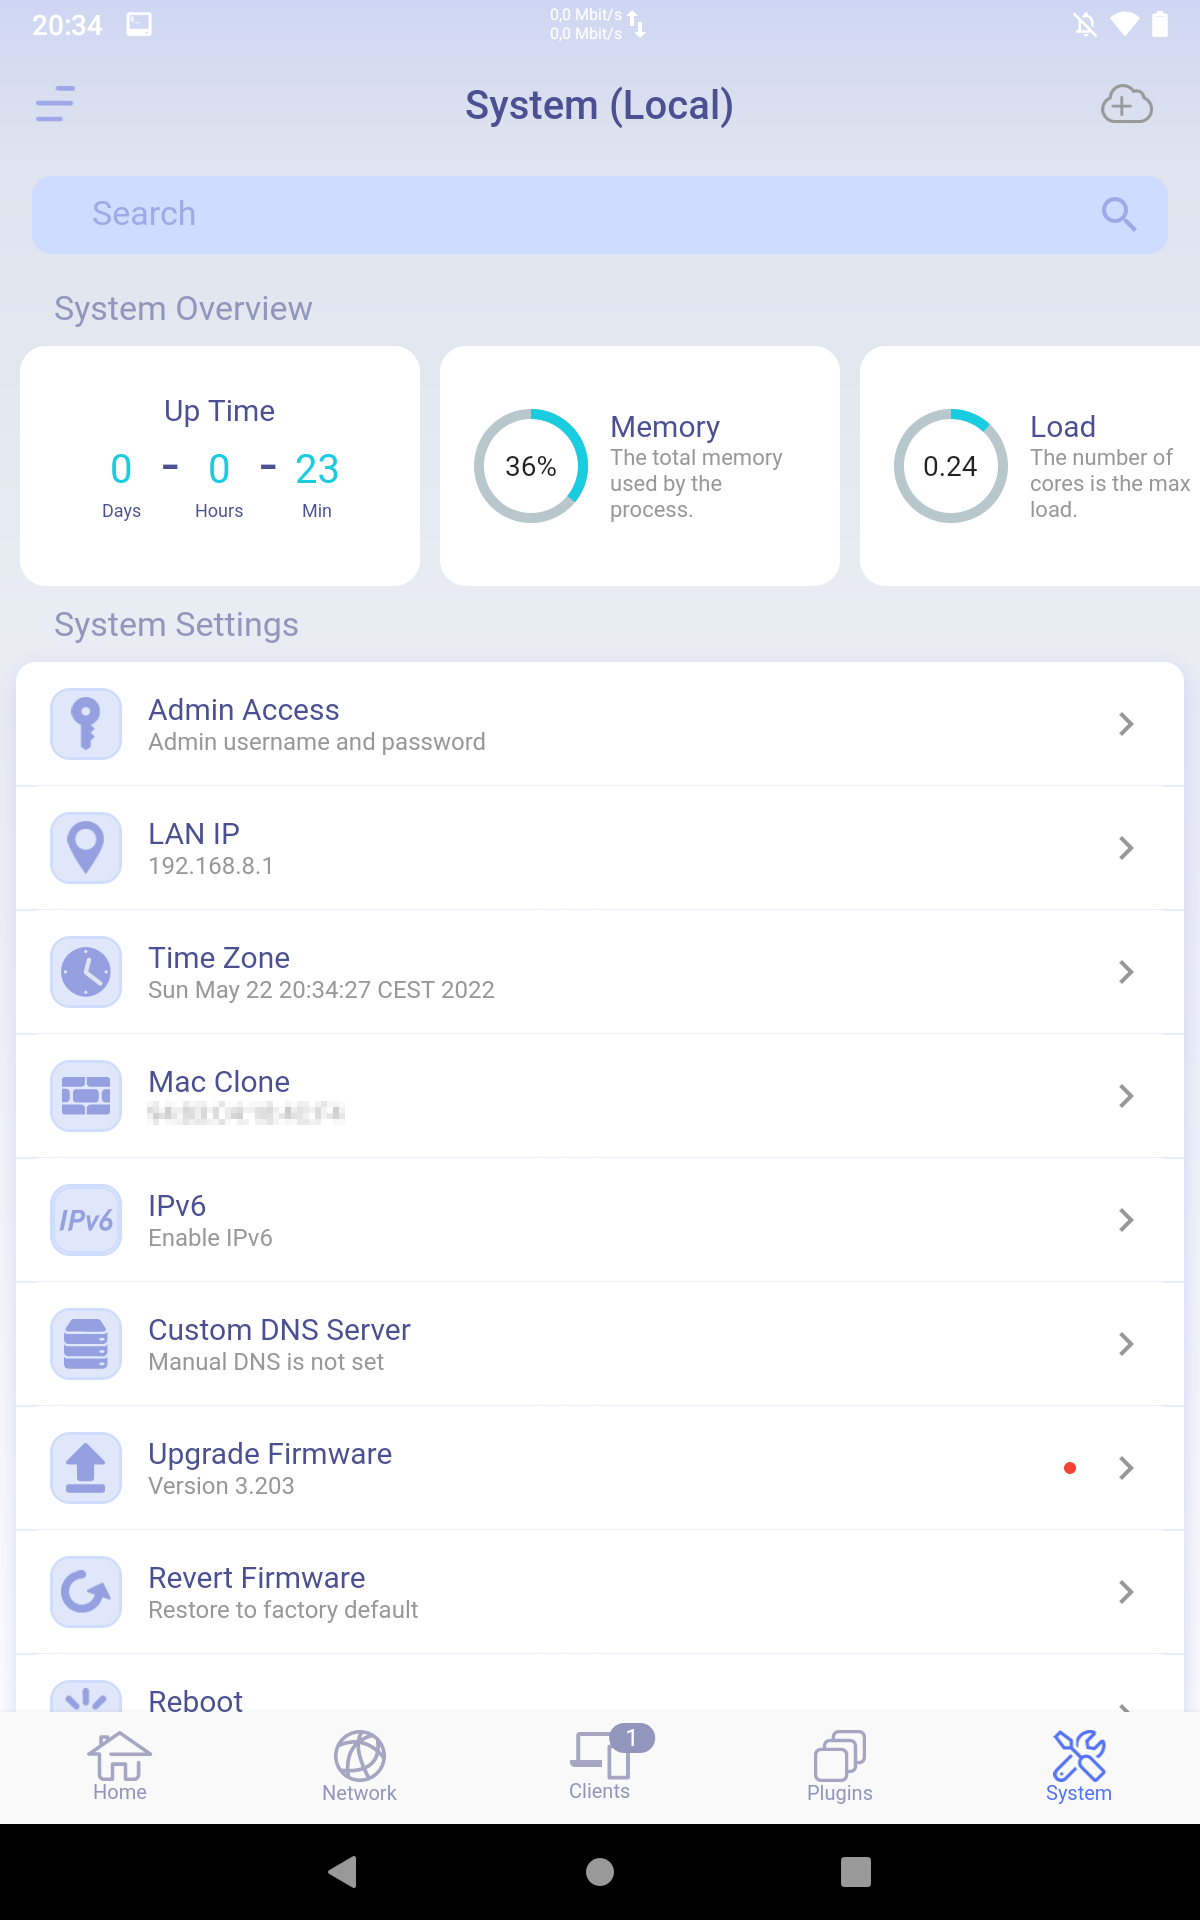 20:34
0,0 Mbit/s
0,0 Mbit/s
System (Local)
Search
System Overview
Up Time
0 - 0 - 23
Days Hours Min
36%
Memory
The total memory
used by the
process.
0.24
Load
The number of
cores is the max
load.
System Settings
Admin Access
Admin username and password
LAN IP
192.168.8.1
Time Zone
Sun May 22 20:34:27 CEST 2022
Mac Clone
IPv6
IPv6
Enable IPv6
Custom DNS Server
Manual DNS is not set
Upgrade Firmware
Version 3.203
Revert Firmware
Restore to factory default
Reboot
1
Home
Network
Clients
Plugins
System